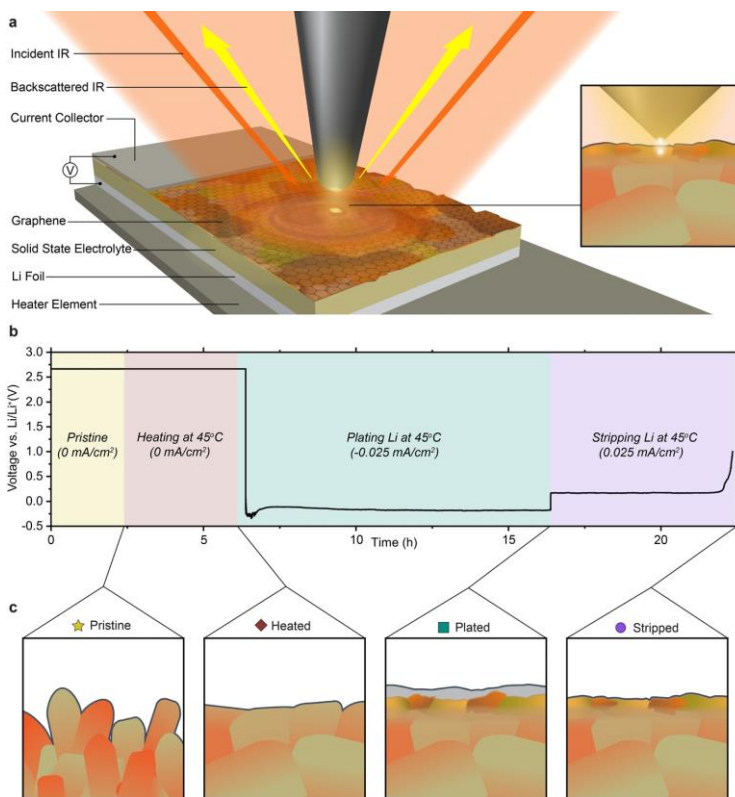 a
Incident IR
Backscattered IR
Current Collector
V
Graphene
Solid State Electrolyte
Li Foil
Heater Element
b
Voltage vs. Li/Li⁺(V)
3.0
2.5
2.0
1.5
1.0
0.5
0.0
-0.5
Pristine
(0 mA/cm²)
Heating at 45°C
(0 mA/cm²)
Plating Li at 45°C
(-0.025 mA/cm²)
Stripping Li at 45°C
(0.025 mA/cm²)
0 5 10 15 20
Time (h)
c
Pristine
Heated
Plated
Stripped